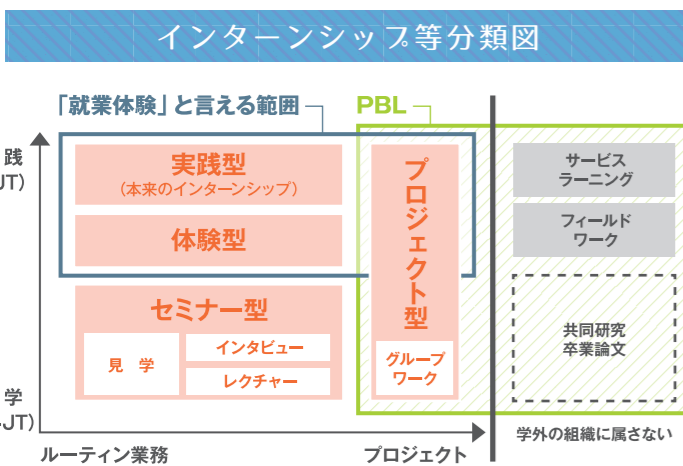 インターンシップ等分類図
「就業体験」と言える範囲
PBL
践
JT)
実践型
(本来のインターンシップ)
体験型
プロジェクト型
セミナー型
見 学
インタビュー
レクチャー
グループ
ワーク
サービス
ラーニング
フィールド
ワーク
共同研究
卒業論文
学
JT)
ルーティン業務
プロジェクト
学外の組織に属さない